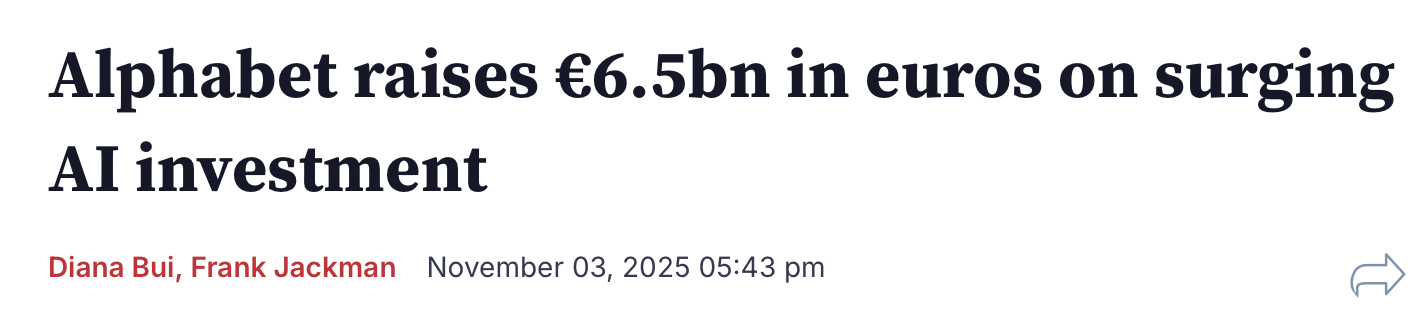 Alphabet raises €6.5bn in euros on surging
AI investment
Diana Bui, Frank Jackman November 03, 2025 05:43 pm